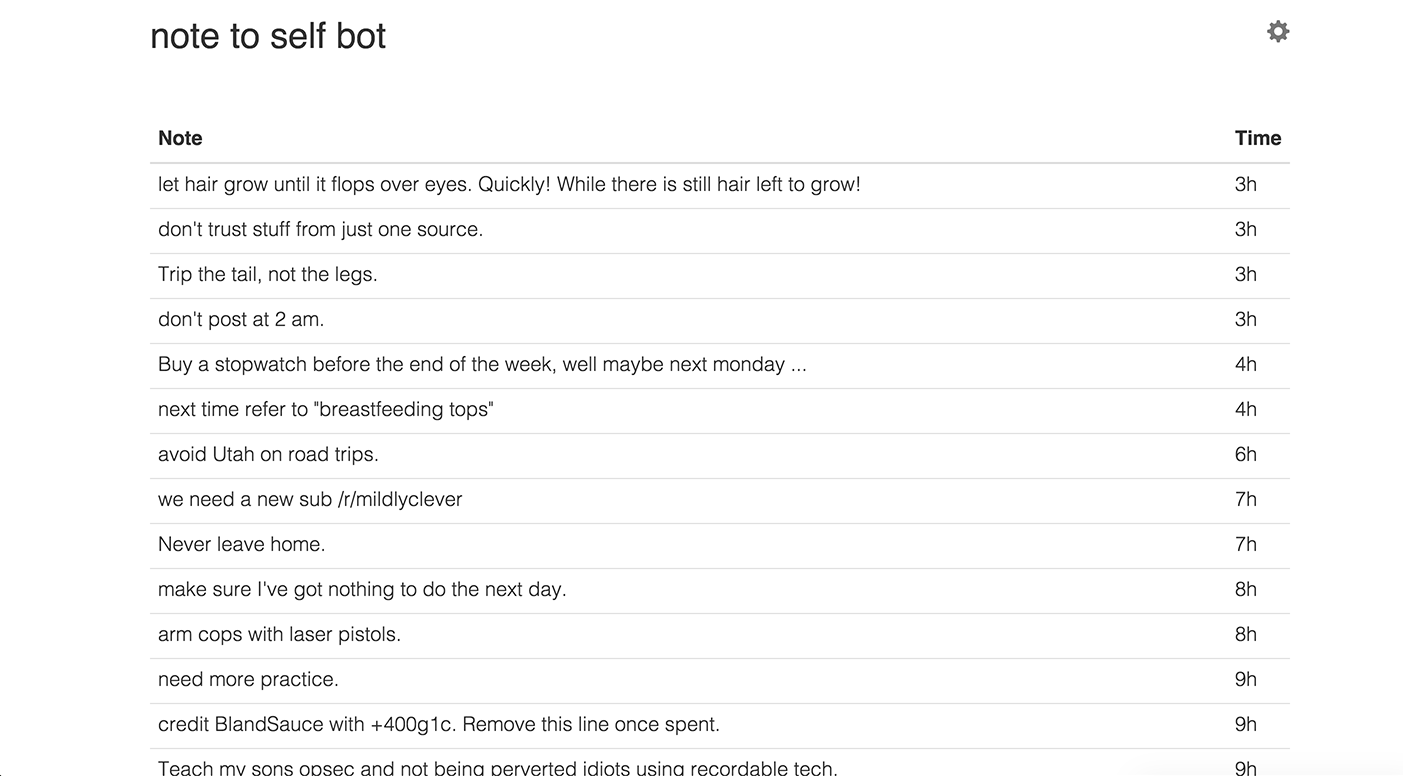 note to self bot
Note Time
let hair grow until it flops over eyes. Quickly! While there is still hair left to grow! 3h
don't trust stuff from just one source. 3h
Trip the tail, not the legs. 3h
don't post at 2 am. 3h
Buy a stopwatch before the end of the week, well maybe next monday ... 4h
next time refer to "breastfeeding tops" 4h
avoid Utah on road trips. 6h
we need a new sub /r/mildlyclever 7h
Never leave home. 7h
make sure I've got nothing to do the next day. 8h
arm cops with laser pistols. 8h
need more practice. 9h
credit BlandSauce with +400g1c. Remove this line once spent. 9h
Teach my sons opsec and not being perverted idiots using recordable tech. 9h